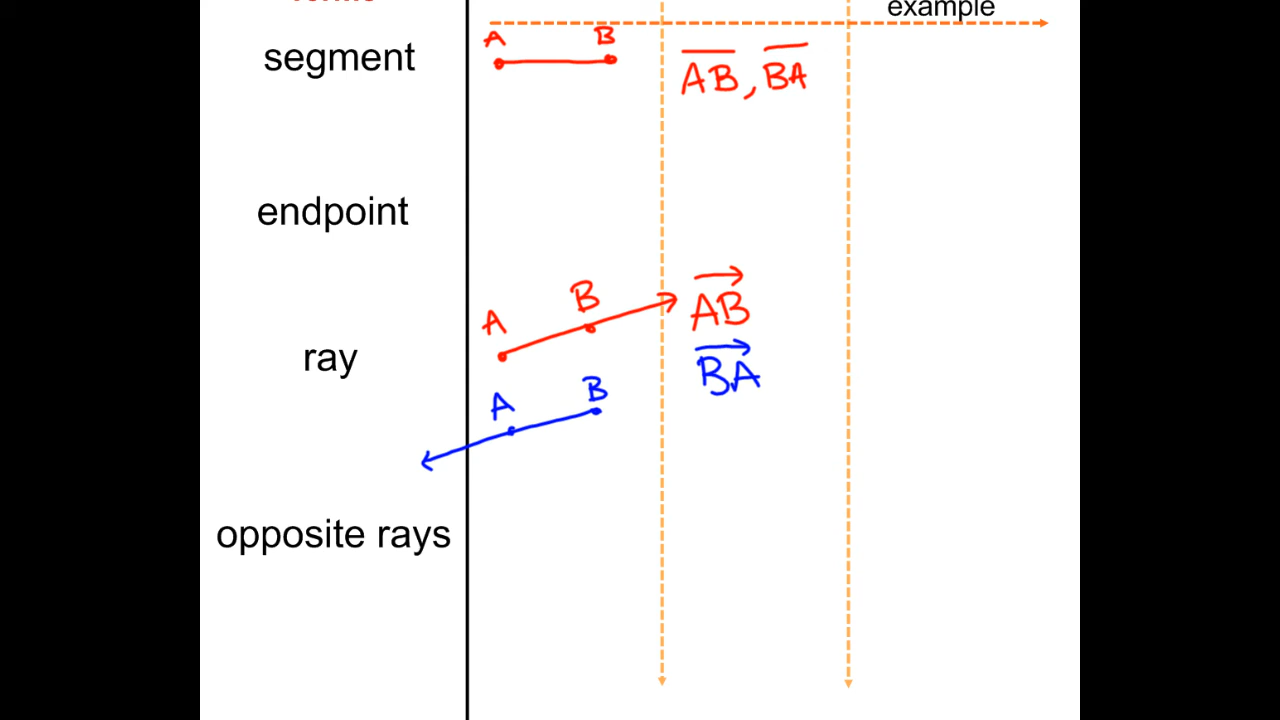 example
segment
A B
AB, BA
endpoint
A B
AB
ray
BA
A B
opposite rays